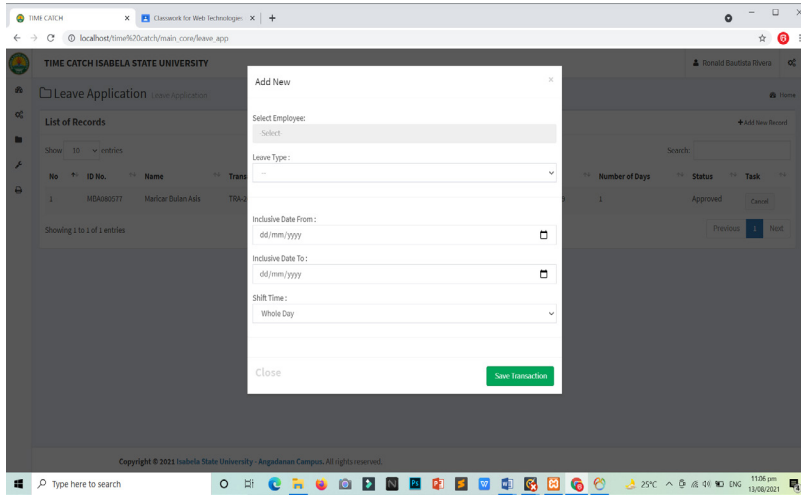 TIME CATCH
Classwork for Web Technologies
localhost/time%20catch/main_core/leave_app
TIME CATCH ISABELA STATE UNIVERSITY
Ronald Bautista Rivera
Leave Application Leave Application
Home
List of Records
+Add New Record
Show 10 entries
Search:
No ID No. Name Trans Number of Days Status Task
1 MBA080577 Maricar Bulan Asis TRA-2 1 Approved Cancel
Showing 1 to 1 of 1 entries
Previous 1 Next
Add New
×
Select Employee:
-Select-
Leave Type :
--
Inclusive Date From :
dd/mm/yyyy
Inclusive Date To :
dd/mm/yyyy
Shift Time :
Whole Day
Close
Save Transaction
Copyright © 2021 Isabela State University - Angadanan Campus. All rights reserved.
Type here to search
25°C
ENG
11:06 pm
13/08/2021